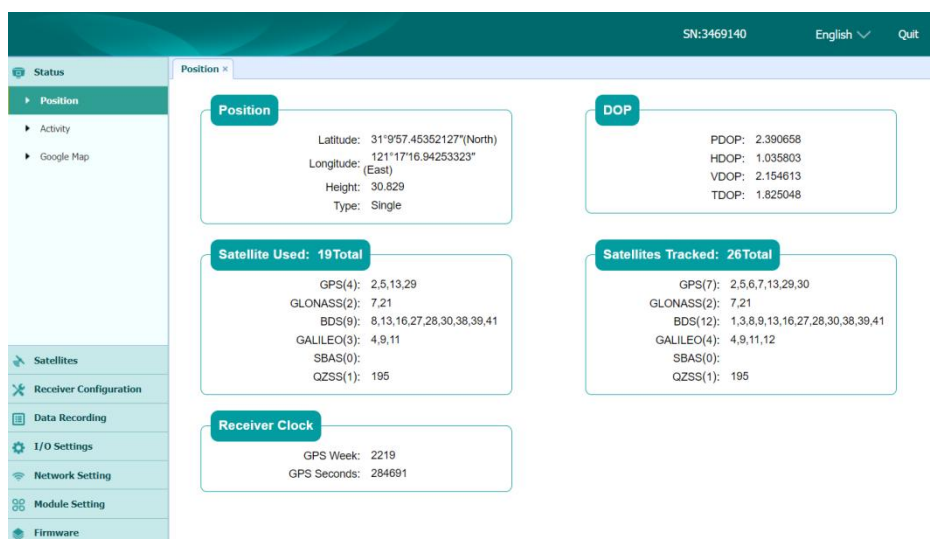 SN:3469140 English Quit
Status
Position
Activity
Google Map
Satellites
Receiver Configuration
Data Recording
I/O Settings
Network Setting
Module Setting
Firmware
Position ×
Position
Latitude: 31°9'57.45352127"(North)
Longitude: 121°17'16.94253323"
(East)
Height: 30.829
Type: Single
DOP
PDOP: 2.390658
HDOP: 1.035803
VDOP: 2.154613
TDOP: 1.825048
Satellite Used: 19Total
GPS(4): 2,5,13,29
GLONASS(2): 7,21
BDS(9): 8,13,16,27,28,30,38,39,41
GALILEO(3): 4,9,11
SBAS(0):
QZSS(1): 195
Satellites Tracked: 26Total
GPS(7): 2,5,6,7,13,29,30
GLONASS(2): 7,21
BDS(12): 1,3,8,9,13,16,27,28,30,38,39,41
GALILEO(4): 4,9,11,12
SBAS(0):
QZSS(1): 195
Receiver Clock
GPS Week: 2219
GPS Seconds: 284691